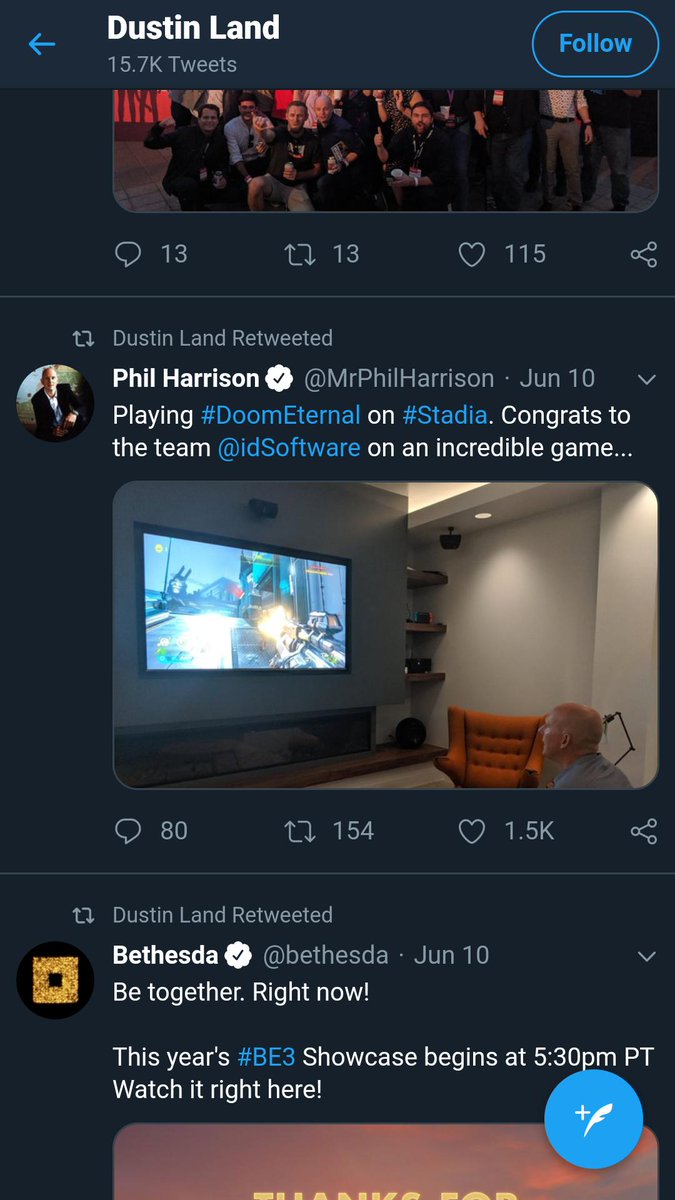 Dustin Land
15.7K Tweets
Follow
13
13
115
Dustin Land Retweeted
Phil Harrison @MrPhilHarrison · Jun 10
Playing #DoomEternal on #Stadia. Congrats to
the team @idSoftware on an incredible game...
80
154
1.5K
Dustin Land Retweeted
Bethesda @bethesda · Jun 10
Be together. Right now!
This year's #BE3 Showcase begins at 5:30pm PT
Watch it right here!
THANKS FOR